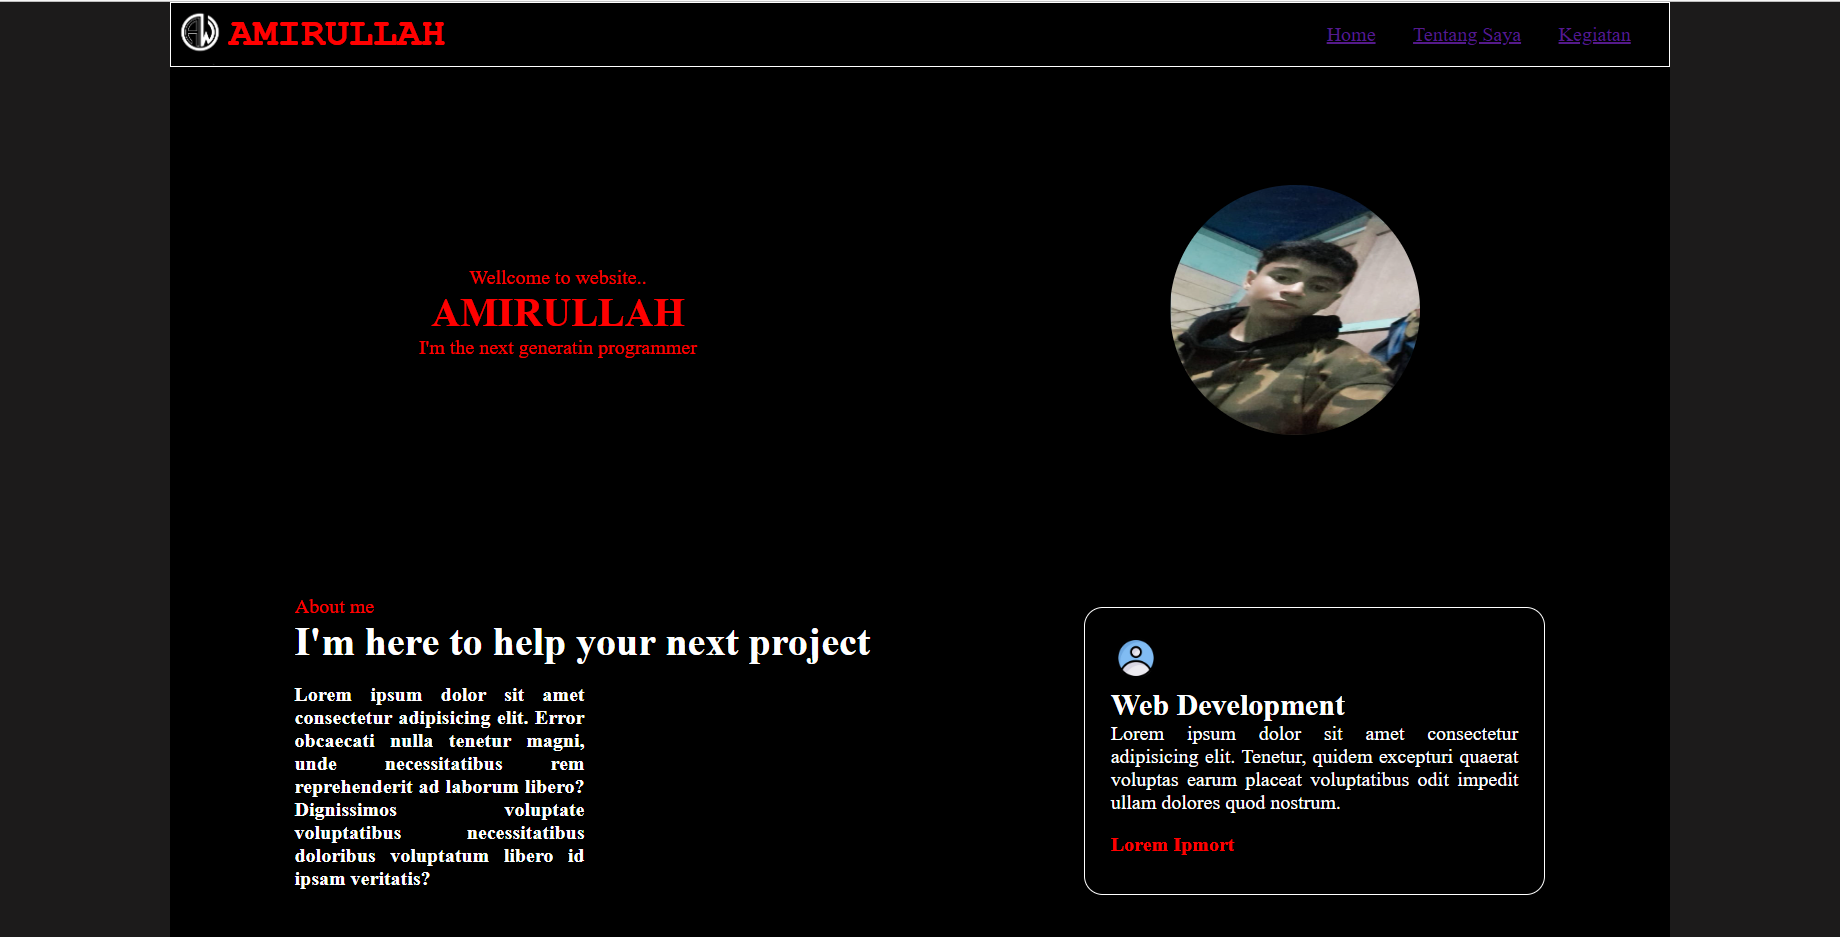 AMIRULLAH
Home Tentang Saya Kegiatan
Wellcome to website..
AMIRULLAH
I'm the next generatin programmer
About me
I'm here to help your next project
Lorem ipsum dolor sit amet
consectetur adipisicing elit. Error
obcaecati nulla tenetur magni,
unde necessitatibus rem
reprehenderit ad laborum libero?
Dignissimos voluptate
voluptatibus necessitatibus
doloribus voluptatum libero id
ipsam veritatis?
Web Development
Lorem ipsum dolor sit amet consectetur
adipisicing elit. Tenetur, quidem excepturi quaerat
voluptas earum placeat voluptatibus odit impedit
ullam dolores quod nostrum.
Lorem Ipmort